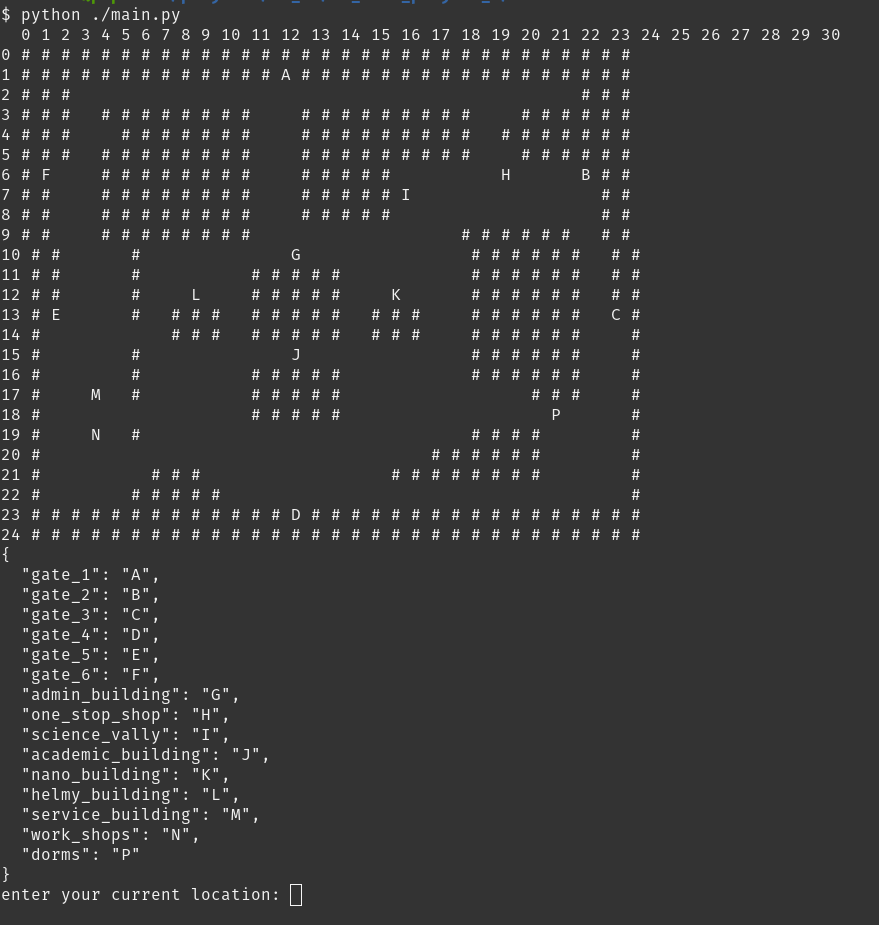 $ python ./main.py
  0 1 2 3 4 5 6 7 8 9 10 11 12 13 14 15 16 17 18 19 20 21 22 23 24 25 26 27 28 29 30
0 # # # # # # # # # # # # # # # # # # # # # # # # # # # # # # #
1 # # # # # # # # # # # # # A # # # # # # # # # # # # # # # # #
2 # # #                                                   # # #
3 # # #   # # # # # # # #     # # # # # # # # #     # # # # # #
4 # # #     # # # # # # #     # # # # # # # # #   # # # # # # #
5 # # #   # # # # # # # #     # # # # # # # # #     # # # # # #
6 # F     # # # # # # # #     # # # # #           H       B # #
7 # #     # # # # # # # #     # # # # # I                   # #
8 # #     # # # # # # # #     # # # # #                     # #
9 # #     # # # # # # # #                     # # # # # #   # #
10 # #       #               G                 # # # # # #   # #
11 # #       #           # # # # #             # # # # # #   # #
12 # #       #     L     # # # # #     K       # # # # # #   # #
13 # E       #   # # #   # # # # #   # # #     # # # # # #   C #
14 #             # # #   # # # # #   # # #     # # # # # #     #
15 #         #               J                 # # # # # #     #
16 #         #           # # # # #             # # # # # #     #
17 #     M   #           # # # # #                   # # #     #
18 #                     # # # # #                     P       #
19 #     N   #                                 # # # #         #
20 #                                       # # # # # #         #
21 #           # # #                   # # # # # # # #         #
22 #         # # # # #                                         #
23 # # # # # # # # # # # # # D # # # # # # # # # # # # # # # # #
24 # # # # # # # # # # # # # # # # # # # # # # # # # # # # # # #
{
  "gate_1": "A",
  "gate_2": "B",
  "gate_3": "C",
  "gate_4": "D",
  "gate_5": "E",
  "gate_6": "F",
  "admin_building": "G",
  "one_stop_shop": "H",
  "science_vally": "I",
  "academic_building": "J",
  "nano_building": "K",
  "helmy_building": "L",
  "service_building": "M",
  "work_shops": "N",
  "dorms": "P"
}
enter your current location: